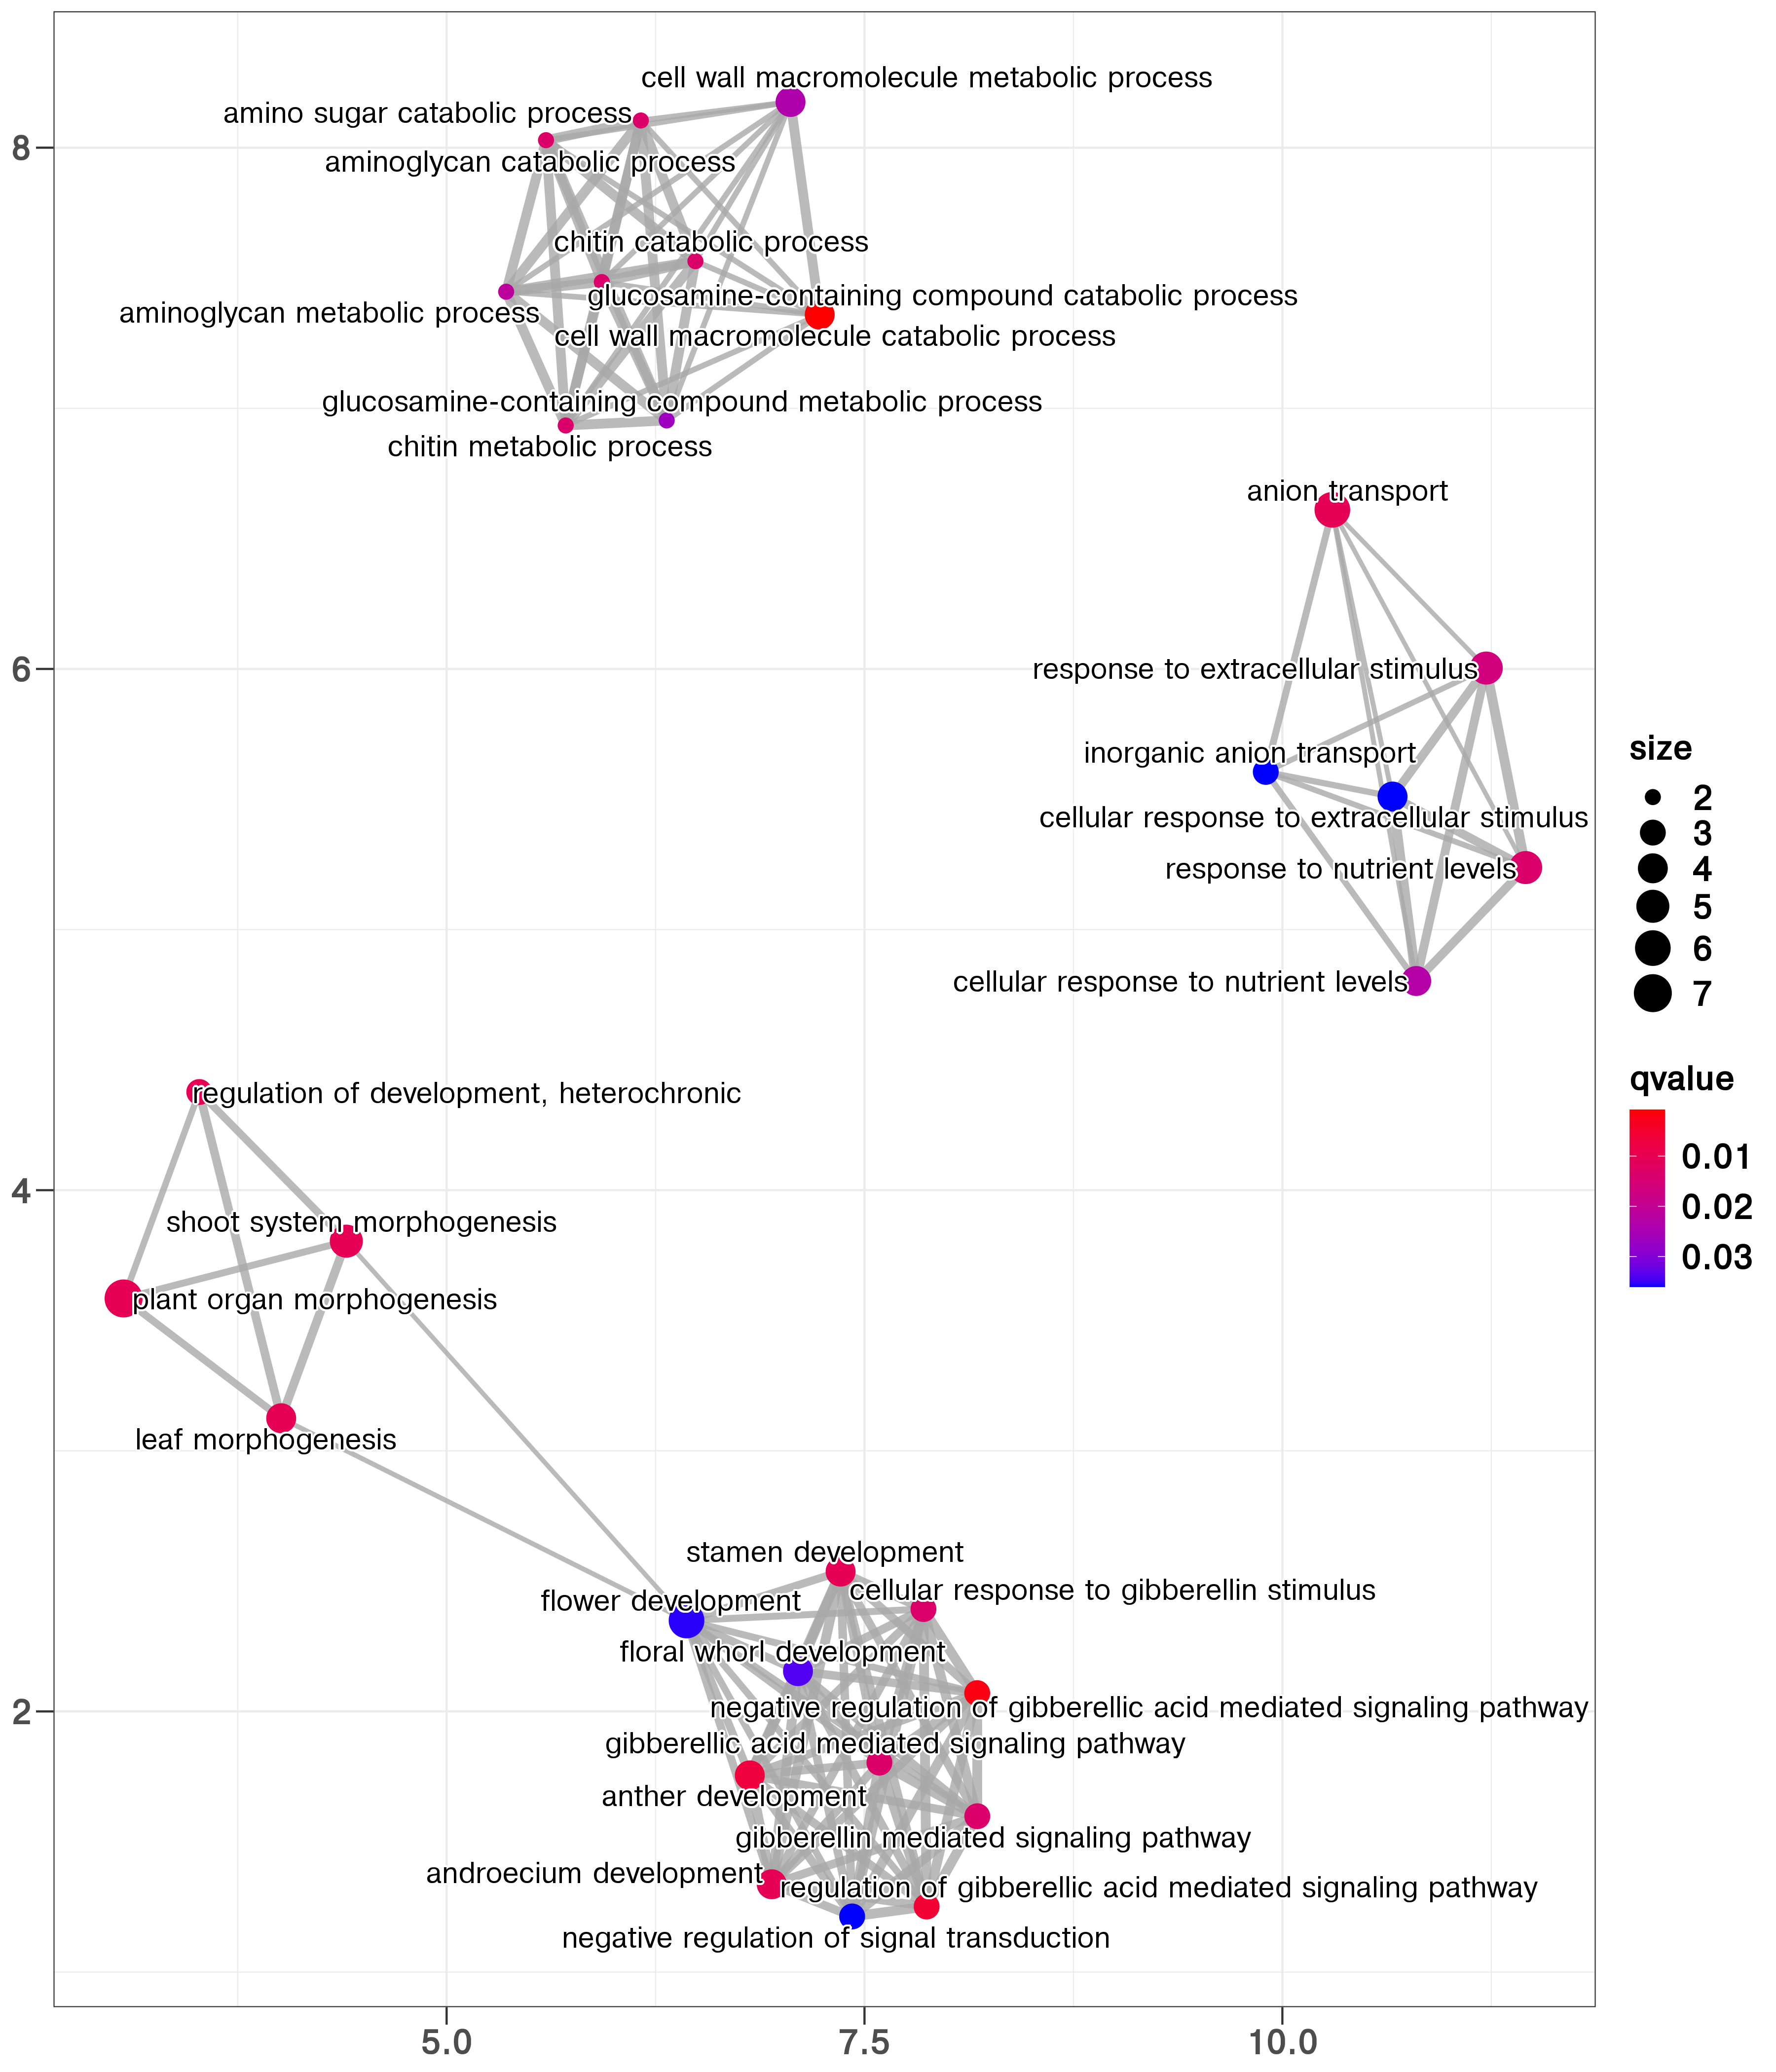 cell wall macromolecule metabolic process
amino sugar catabolic process
8
aminoglycan catabolic process
chitin catabolic process
glucosamine-containing compound catabolic process
aminoglycan metabolic process
cell wall macromolecule catabolic process
glucosamine-containing compound metabolic process
chitin metabolic process
anion transport
6
response to extracellular stimulus
inorganic anion transport
cellular response to extracellular stimulus
response to nutrient levels
cellular response to nutrient levels
regulation of development, heterochronic
4
shoot system morphogenesis
plant organ morphogenesis
leaf morphogenesis
stamen development
cellular response to gibberellin stimulus
flower development
floral whorl development
2
negative regulation of gibberellic acid mediated signaling pathway
gibberellic acid mediated signaling pathway
anther development
gibberellin mediated signaling pathway
androecium development
regulation of gibberellic acid mediated signaling pathway
negative regulation of signal transduction
5.0
7.5
10.0
size
2
3
4
5
6
7
qvalue
0.01
0.02
0.03